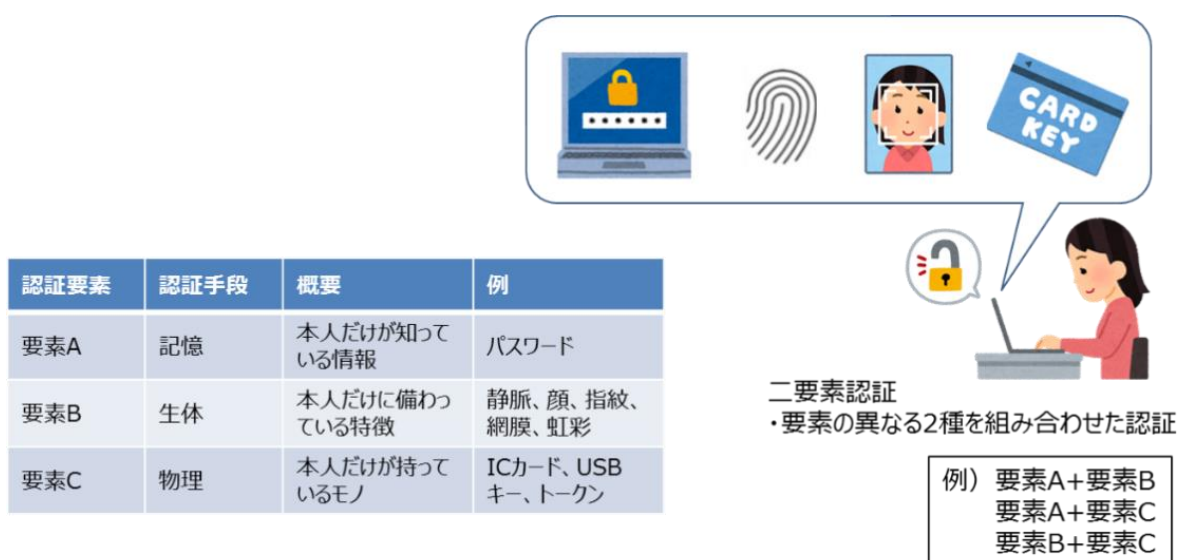 CARD
KEY
認証要素 認証手段 概要 例
要素A 記憶 本人だけが知って
いる情報 パスワード
要素B 生体 本人だけに備わっ
ている特徴 静脈、顔、指紋、
網膜、虹彩
要素C 物理 本人だけが持って
いるモノ ICカード、USB
キー、トークン
二要素認証
・要素の異なる2種を組み合わせた認証
例) 要素A+要素B
要素A+要素C
要素B+要素C